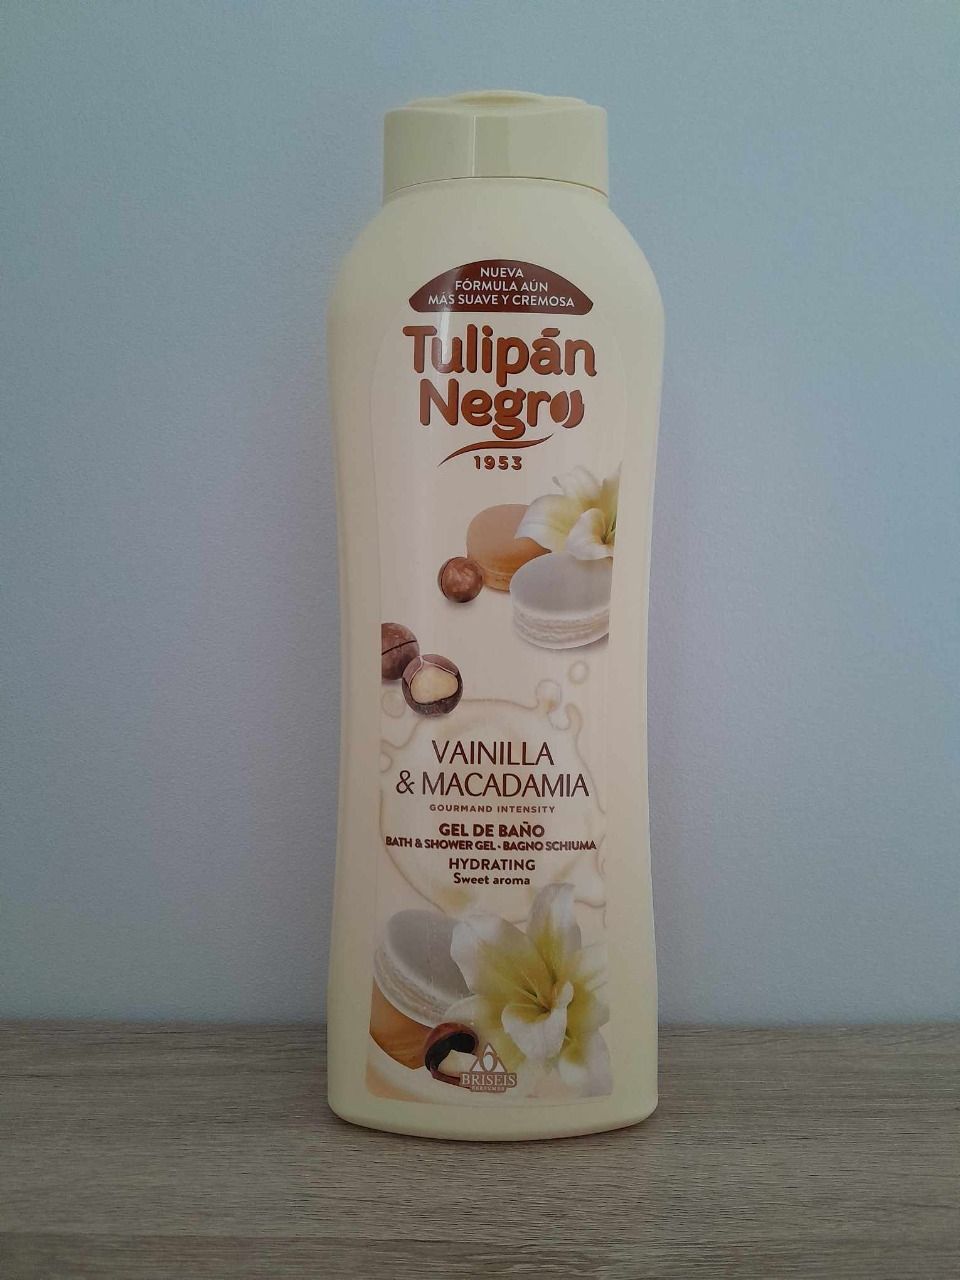 NUEVA
FÓRMULA AÚN
MÁS SUAVE Y CREMOSA
Tulipán
Negro
1953
VAINILLA
& MACADAMIA
GOURMAND INTENSITY
GEL DE BAÑO
BATH & SHOWER GEL • BAGNO SCHIUMA
HYDRATING
Sweet aroma
BRISEIS
PERFUMES